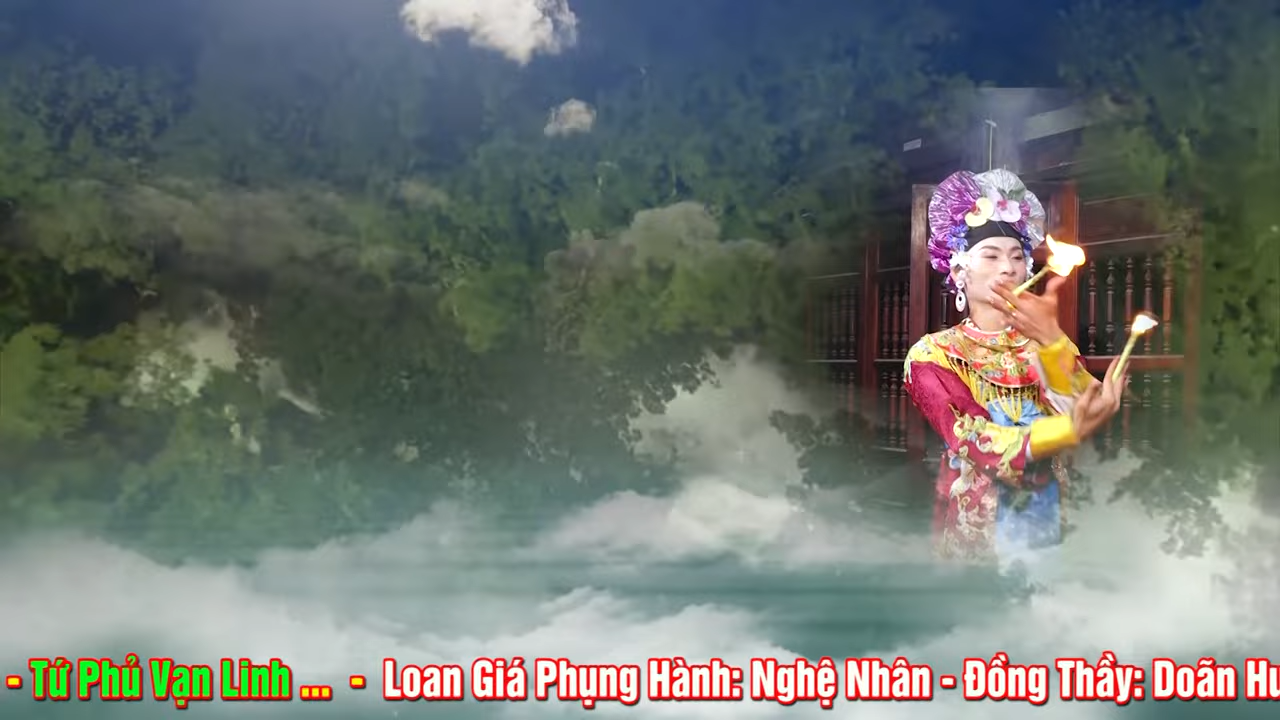 - Tứ Phủ Vạn Linh ... - Loan Giá Phụng Hành: Nghệ Nhân - Đồng Thầy: Doãn